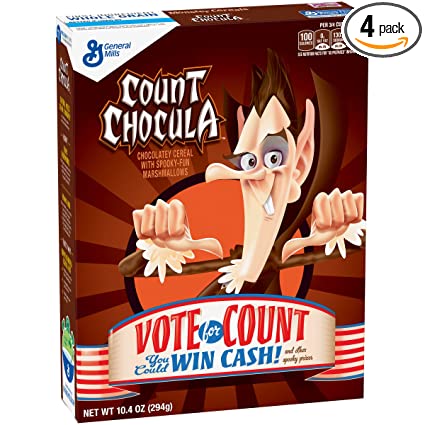 4 pack
General
Mills
PER 3/4 CUP
100
CALORIES
COUNT
CHOCULA
CHOCOLATEY CEREAL
WITH SPOOKY-FUN
MARSHMALLOWS
VOTE for COUNT
You
Could
WIN CASH!
and other
spooky prizes
NET WT 10.4 OZ (294g)